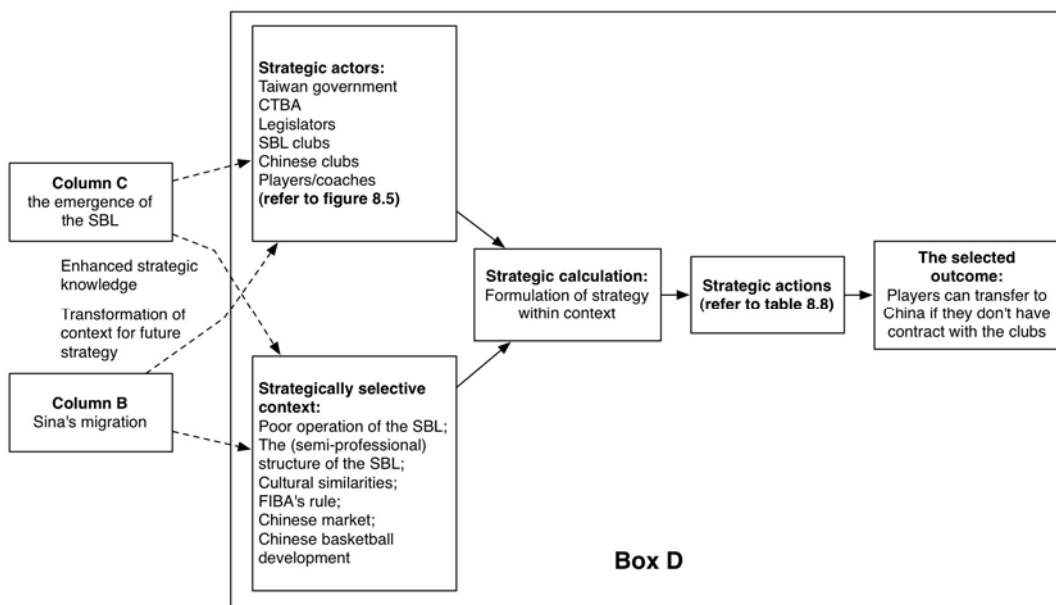 Column C
the emergence of
the SBL
Enhanced strategic
knowledge
Transformation of
context for future
strategy
Column B
Sina's migration
Strategic actors:
Taiwan government
CTBA
Legislators
SBL clubs
Chinese clubs
Players/coaches
(refer to figure 8.5)
Strategically selective
context:
Poor operation of the SBL;
The (semi-professional)
structure of the SBL;
Cultural similarities;
FIBA's rule;
Chinese market;
Chinese basketball
development
Strategic calculation:
Formulation of strategy
within context
Strategic actions
(refer to table 8.8)
The selected
outcome:
Players can transfer to
China if they don't have
contract with the clubs
Box D